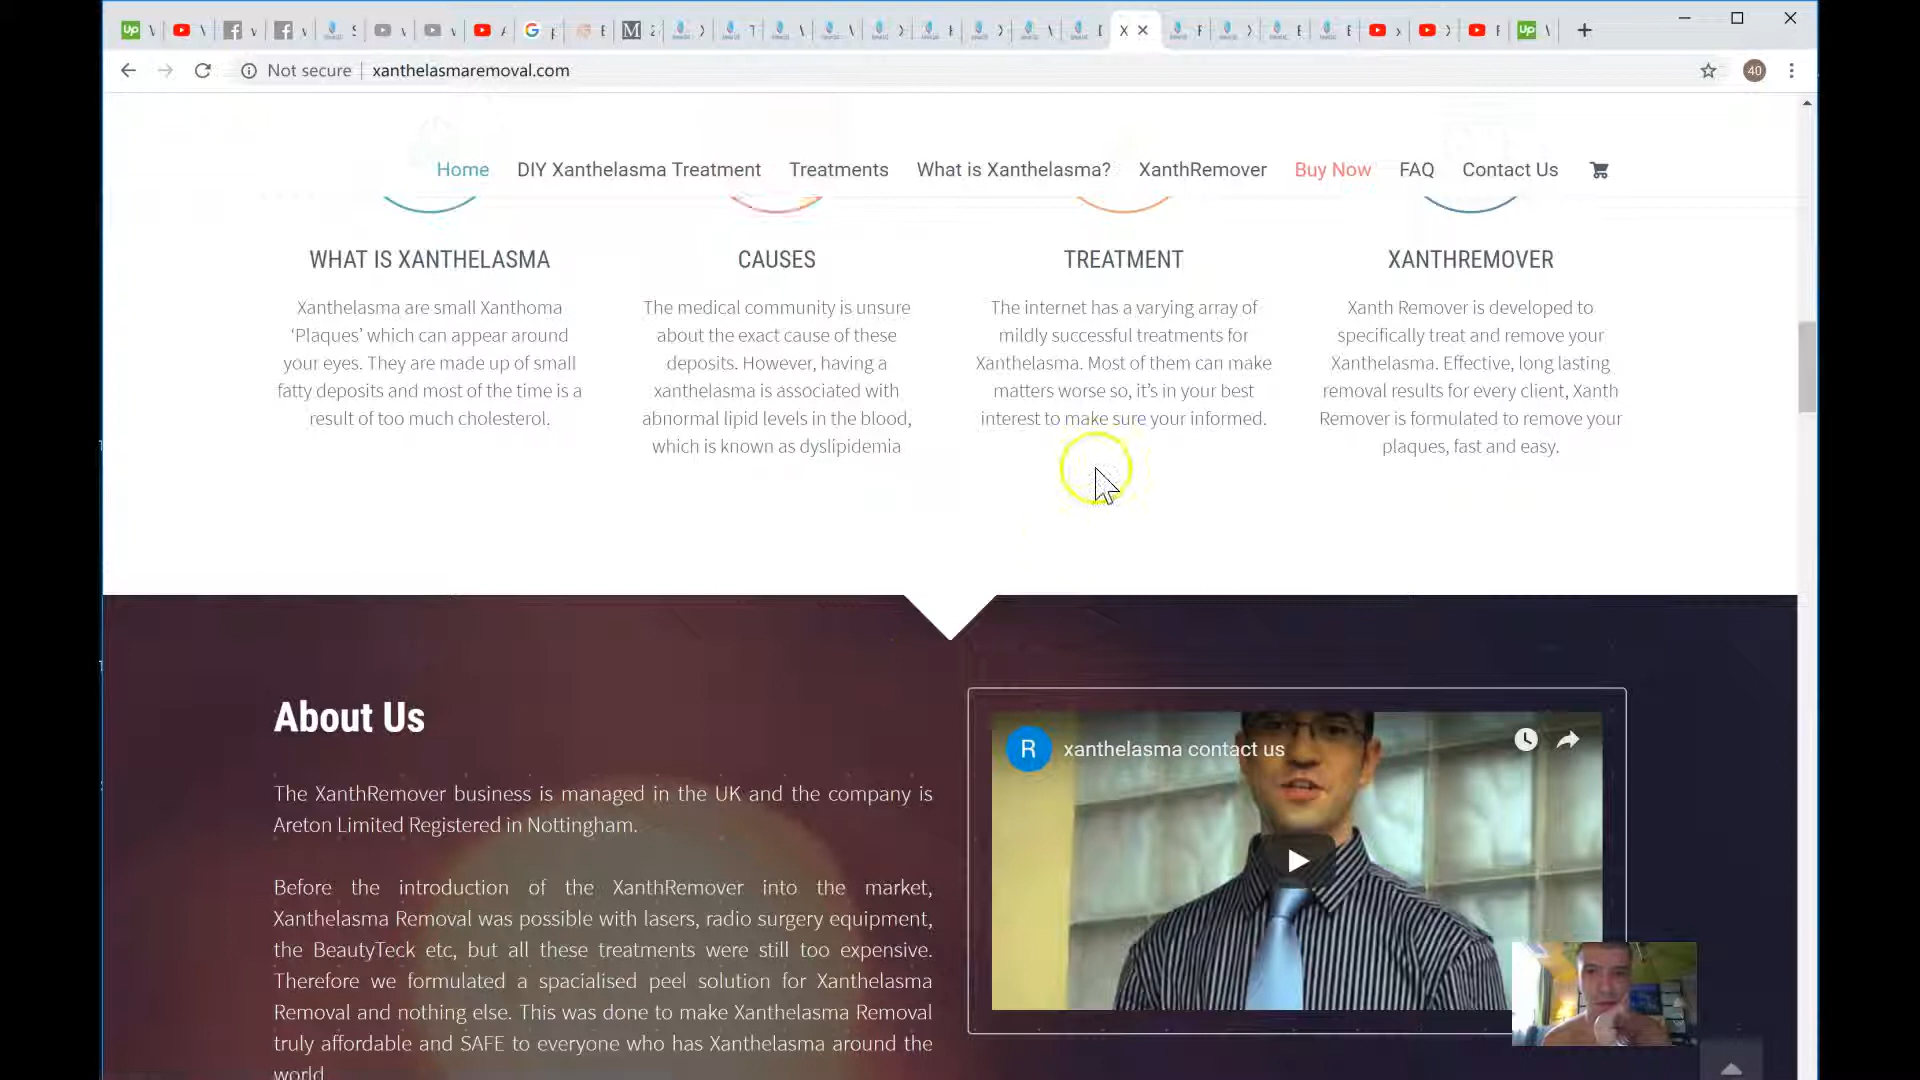 Not secure
xanthelasmaremoval.com
40
Home
DIY Xanthelasma Treatment
Treatments
What is Xanthelasma?
XanthRemover
Buy Now
FAQ
Contact Us
WHAT IS XANTHELASMA
Xanthelasma are small Xanthoma
‘Plaques’ which can appear around
your eyes. They are made up of small
fatty deposits and most of the time is a
result of too much cholesterol.
CAUSES
The medical community is unsure
about the exact cause of these
deposits. However, having a
xanthelasma is associated with
abnormal lipid levels in the blood,
which is known as dyslipidemia
TREATMENT
The internet has a varying array of
mildly successful treatments for
Xanthelasma. Most of them can make
matters worse so, it’s in your best
interest to make sure your informed.
XANTHREMOVER
Xanth Remover is developed to
specifically treat and remove your
Xanthelasma. Effective, long lasting
removal results for every client, Xanth
Remover is formulated to remove your
plaques, fast and easy.
About Us
The XanthRemover business is managed in the UK and the company is
Areton Limited Registered in Nottingham.
Before the introduction of the XanthRemover into the market,
Xanthelasma Removal was possible with lasers, radio surgery equipment,
the BeautyTeck etc, but all these treatments were still too expensive.
Therefore we formulated a spacialised peel solution for Xanthelasma
Removal and nothing else. This was done to make Xanthelasma Removal
truly affordable and SAFE to everyone who has Xanthelasma around the
world
R
xanthelasma contact us